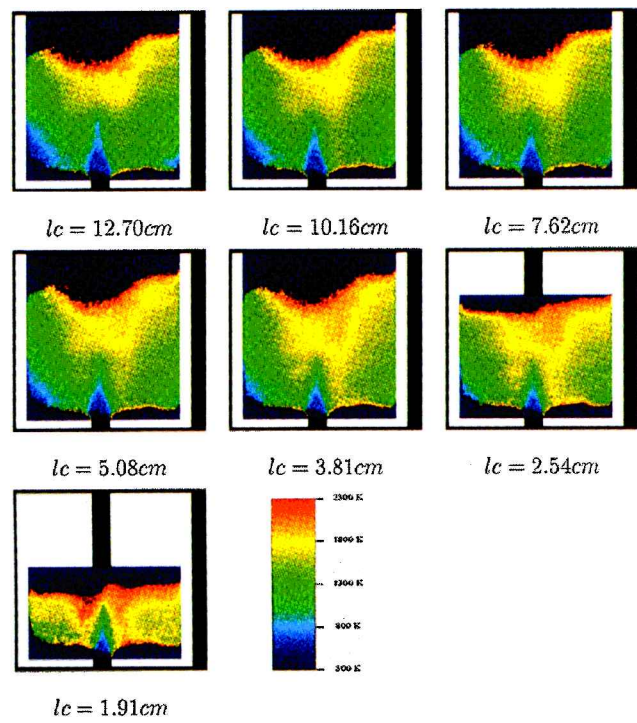 lc = 12.70cm
lc = 10.16cm
lc = 7.62cm
lc = 5.08cm
lc = 3.81cm
lc = 2.54cm
2300 K
1800 K
1300 K
800 K
300 K
lc = 1.91cm